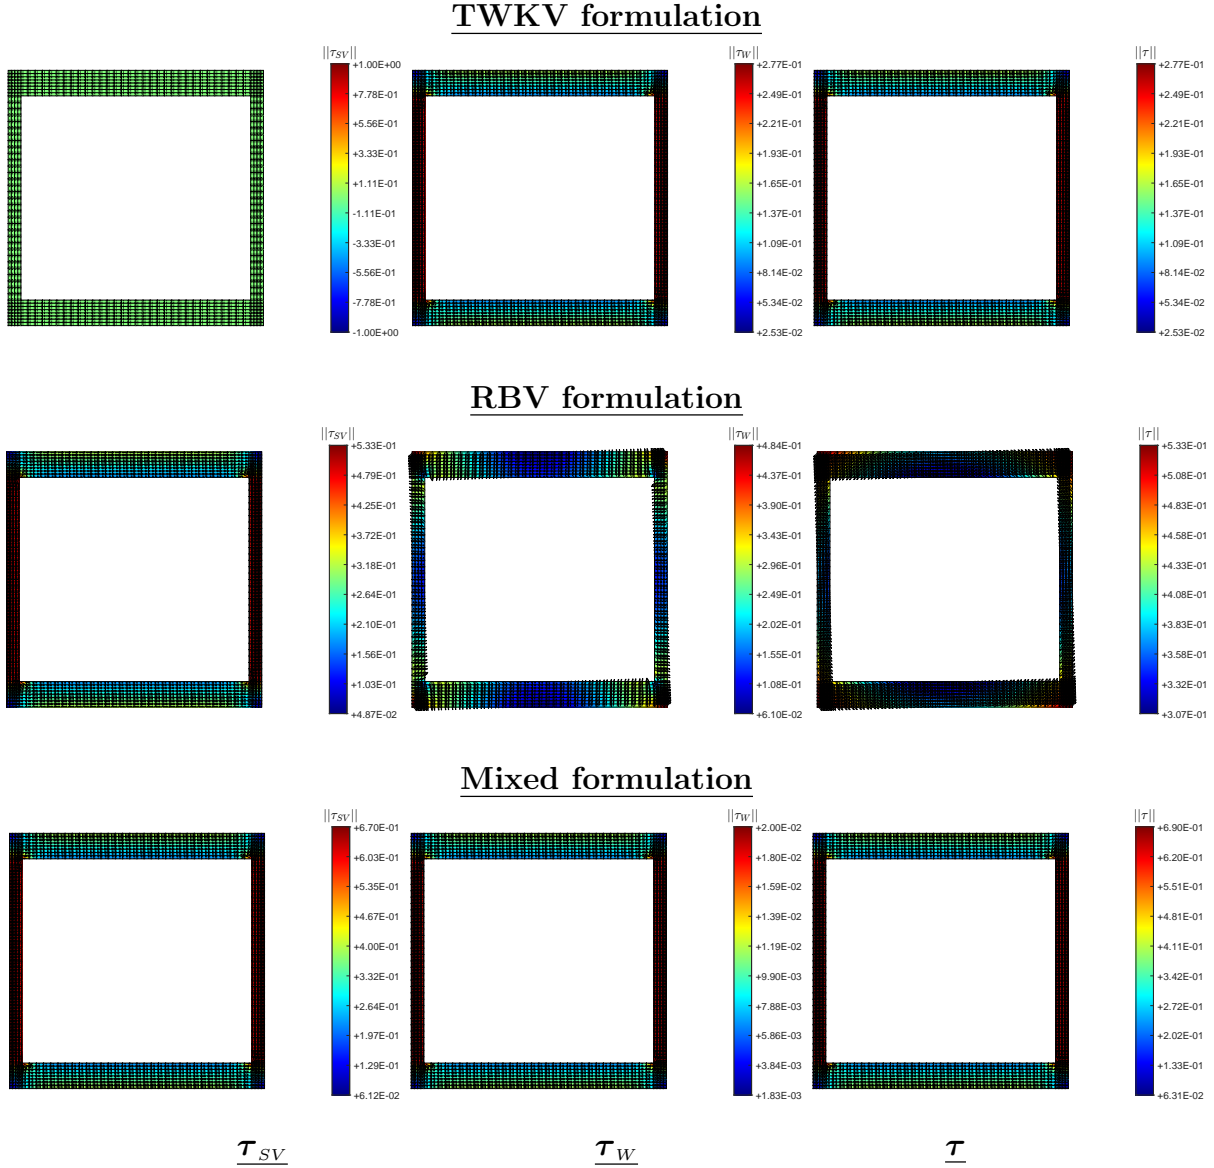 TWKV formulation
||τSV|| ||τW|| ||τ||
+1.00E+00 +2.77E-01 +2.77E-01
+7.78E-01 +2.49E-01 +2.49E-01
+5.56E-01 +2.21E-01 +2.21E-01
+3.33E-01 +1.93E-01 +1.93E-01
+1.11E-01 +1.65E-01 +1.65E-01
-1.11E-01 +1.37E-01 +1.37E-01
-3.33E-01 +1.09E-01 +1.09E-01
-5.56E-01 +8.14E-02 +8.14E-02
-7.78E-01 +5.34E-02 +5.34E-02
-1.00E+00 +2.53E-02 +2.53E-02
RBV formulation
||τSV|| ||τW|| ||τ||
+5.33E-01 +4.84E-01 +5.33E-01
+4.79E-01 +4.37E-01 +5.08E-01
+4.25E-01 +3.90E-01 +4.83E-01
+3.72E-01 +3.43E-01 +4.58E-01
+3.18E-01 +2.96E-01 +4.33E-01
+2.64E-01 +2.49E-01 +4.08E-01
+2.10E-01 +2.02E-01 +3.83E-01
+1.56E-01 +1.55E-01 +3.57E-01
+1.03E-01 +1.08E-01 +3.32E-01
+4.87E-02 +6.10E-02 +3.07E-01
Mixed formulation
||τSV|| ||τW|| ||τ||
+6.70E-01 +2.00E-02 +6.90E-01
+6.03E-01 +1.80E-02 +6.20E-01
+5.35E-01 +1.59E-02 +5.51E-01
+4.67E-01 +1.39E-02 +4.81E-01
+4.00E-01 +1.19E-02 +4.11E-01
+3.32E-01 +9.90E-03 +3.42E-01
+2.64E-01 +7.88E-03 +2.72E-01
+1.97E-01 +5.86E-03 +2.02E-01
+1.29E-01 +3.84E-03 +1.33E-01
+6.12E-02 +1.83E-03 +6.31E-02
τSV τW τ